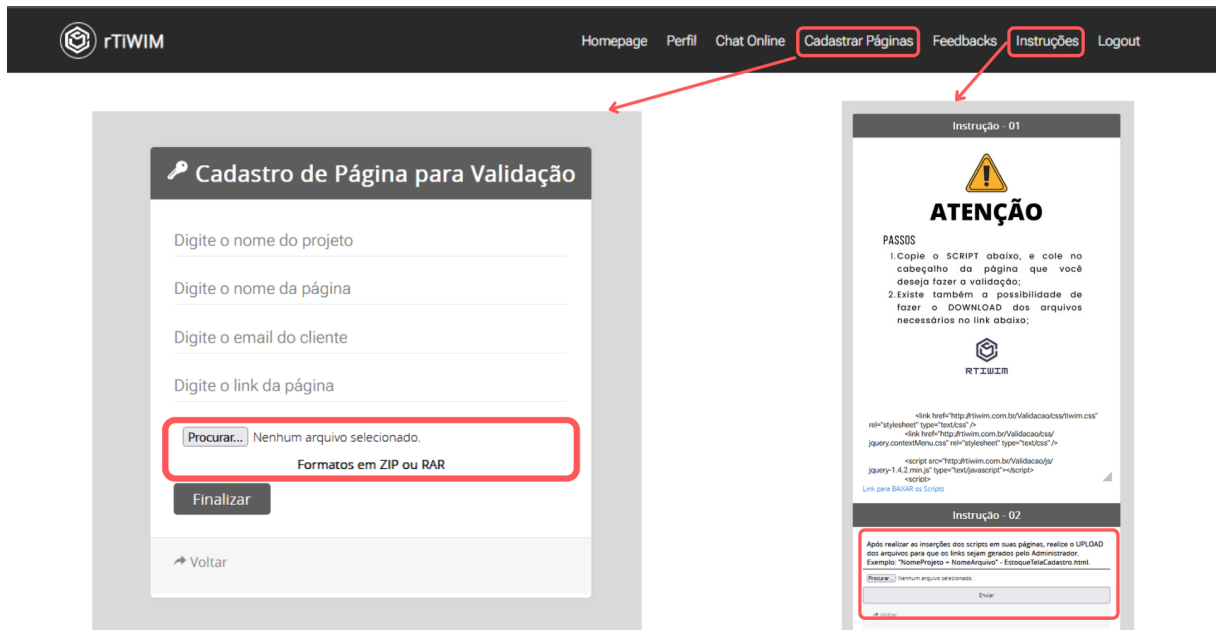 rTiWIM
Homepage Perfil Chat Online Cadastrar Páginas Feedbacks Instruções Logout
Cadastro de Página para Validação
Digite o nome do projeto
Digite o nome da página
Digite o email do cliente
Digite o link da página
Procurar... Nenhum arquivo selecionado.
Formatos em ZIP ou RAR
Finalizar
Voltar
Instrução - 01
ATENÇÃO
PASSOS
1.Copie o SCRIPT abaixo, e cole no
cabeçalho da página que você
deseja fazer a validação;
2.Existe também a possibilidade de
fazer o DOWNLOAD dos arquivos
necessários no link abaixo;
RTIWIM
<link href="http://rtiwim.com.br/Validacao/css/tiwim.css"
rel="stylesheet" type="text/css" />
<link href="http://rtiwim.com.br/Validacao/css/
jquery.contextMenu.css" rel="stylesheet" type="text/css" />
<script src="http://rtiwim.com.br/Validacao/js/
jquery-1.4.2.min.js" type="text/javascript"></script>
<script>
Link para BAIXAR os Scripts
Instrução - 02
Após realizar as inserções dos scripts em suas páginas, realize o UPLOAD
dos arquivos para que os links sejam gerados pelo Administrador.
Exemplo: "NomeProjeto + NomeArquivo" - EstoqueTelaCadastro.html.
Procurar... Nenhum arquivo selecionado.
Enviar
Voltar